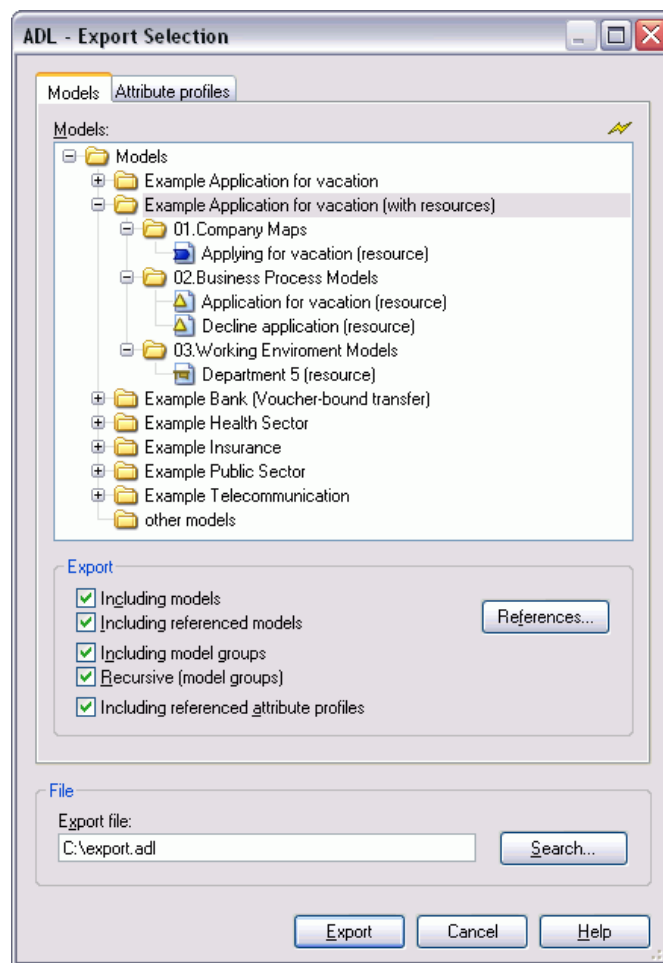 ADL - Export Selection
Models
Attribute profiles
Models:
Models
Example Application for vacation
Example Application for vacation (with resources)
01.Company Maps
Applying for vacation (resource)
02.Business Process Models
Application for vacation (resource)
Decline application (resource)
03.Working Enviroment Models
Department 5 (resource)
Example Bank (Voucher-bound transfer)
Example Health Sector
Example Insurance
Example Public Sector
Example Telecommunication
other models
Export
Including models
Including referenced models
References...
Including model groups
Recursive (model groups)
Including referenced attribute profiles
File
Export file:
C:\export.adl
Search...
Export
Cancel
Help